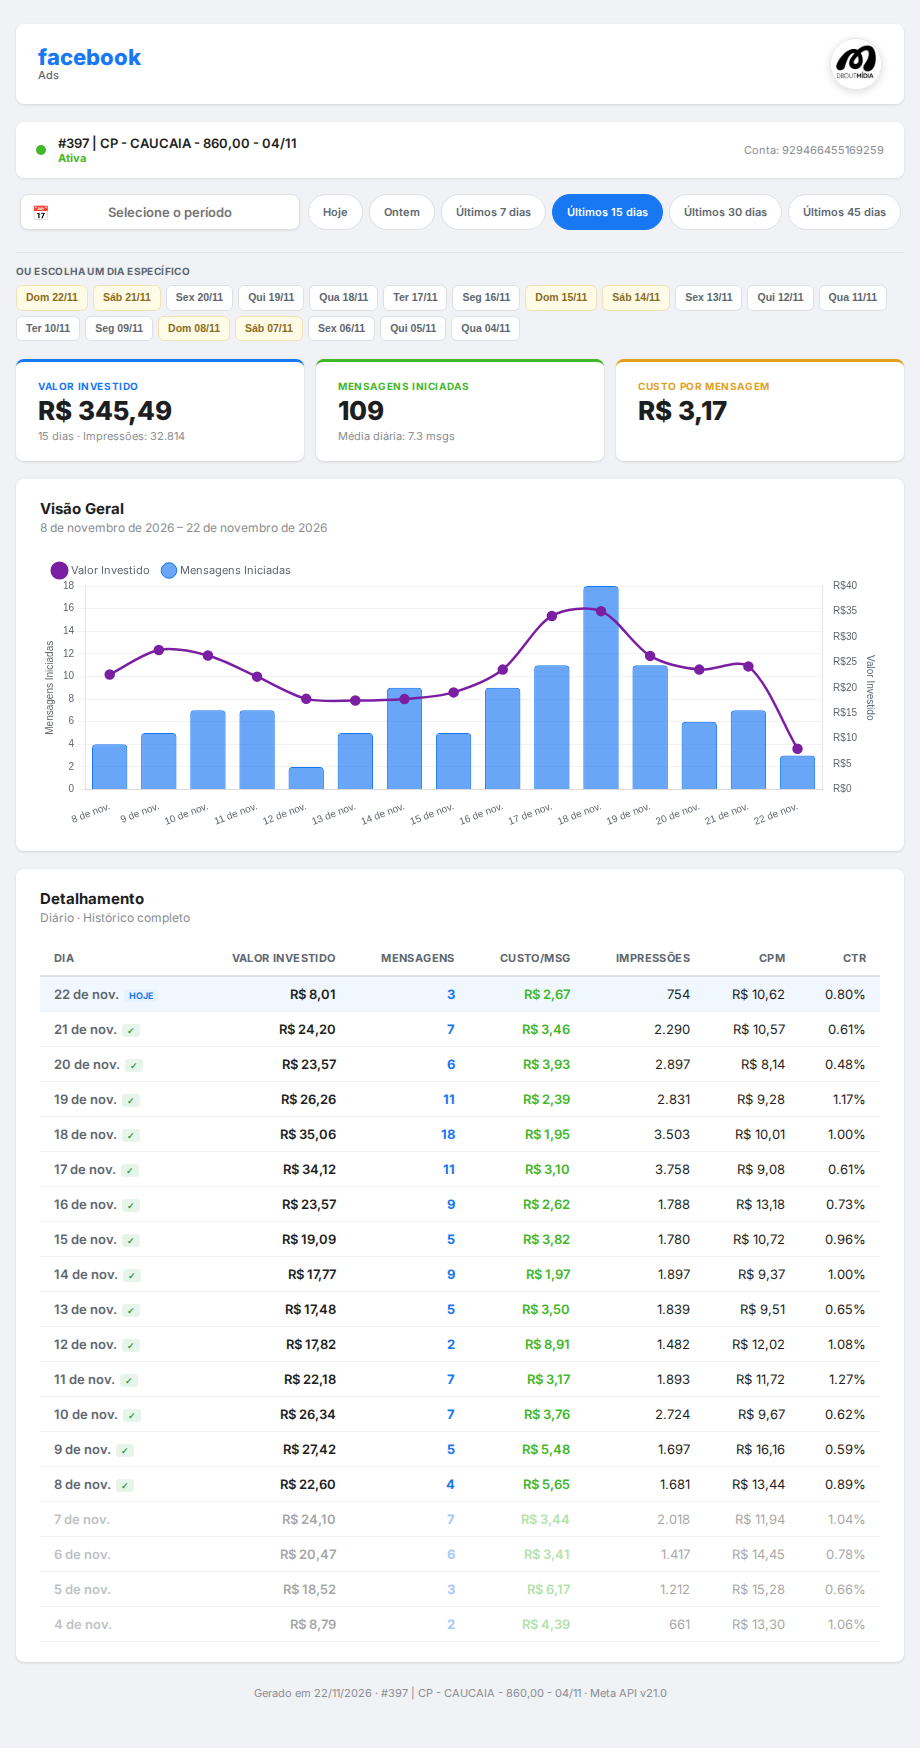 facebook
Ads
DBOUTMÍDIA
#397 | CP - CAUCAIA - 860,00 - 04/11
Ativa
Conta: 929466455169259
Selecione o período
Hoje
Ontem
Últimos 7 dias
Últimos 15 dias
Últimos 30 dias
Últimos 45 dias
OU ESCOLHA UM DIA ESPECÍFICO
Dom 22/11 Sáb 21/11 Sex 20/11 Qui 19/11 Qua 18/11 Ter 17/11 Seg 16/11 Dom 15/11 Sáb 14/11 Sex 13/11 Qui 12/11 Qua 11/11
Ter 10/11 Seg 09/11 Dom 08/11 Sáb 07/11 Sex 06/11 Qui 05/11 Qua 04/11
VALOR INVESTIDO
R$ 345,49
15 dias · Impressões: 32.814
MENSAGENS INICIADAS
109
Média diária: 7.3 msgs
CUSTO POR MENSAGEM
R$ 3,17
Visão Geral
8 de novembro de 2026 – 22 de novembro de 2026
Valor Investido Mensagens Iniciadas
Mensagens Iniciadas
18
16
14
12
10
8
6
4
2
0
R$40
R$35
R$30
R$25
R$20
R$15
R$10
R$5
R$0
Valor Investido
8 de nov. 9 de nov. 10 de nov. 11 de nov. 12 de nov. 13 de nov. 14 de nov. 15 de nov. 16 de nov. 17 de nov. 18 de nov. 19 de nov. 20 de nov. 21 de nov. 22 de nov.
Detalhamento
Diário · Histórico completo
DIA VALOR INVESTIDO MENSAGENS CUSTO/MSG IMPRESSÕES CPM CTR
22 de nov. HOJE R$ 8,01 3 R$ 2,67 754 R$ 10,62 0.80%
21 de nov. ✓ R$ 24,20 7 R$ 3,46 2.290 R$ 10,57 0.61%
20 de nov. ✓ R$ 23,57 6 R$ 3,93 2.897 R$ 8,14 0.48%
19 de nov. ✓ R$ 26,26 11 R$ 2,39 2.831 R$ 9,28 1.17%
18 de nov. ✓ R$ 35,06 18 R$ 1,95 3.503 R$ 10,01 1.00%
17 de nov. ✓ R$ 34,12 11 R$ 3,10 3.758 R$ 9,08 0.61%
16 de nov. ✓ R$ 23,57 9 R$ 2,62 1.788 R$ 13,18 0.73%
15 de nov. ✓ R$ 19,09 5 R$ 3,82 1.780 R$ 10,72 0.96%
14 de nov. ✓ R$ 17,77 9 R$ 1,97 1.897 R$ 9,37 1.00%
13 de nov. ✓ R$ 17,48 5 R$ 3,50 1.839 R$ 9,51 0.65%
12 de nov. ✓ R$ 17,82 2 R$ 8,91 1.482 R$ 12,02 1.08%
11 de nov. ✓ R$ 22,18 7 R$ 3,17 1.893 R$ 11,72 1.27%
10 de nov. ✓ R$ 26,34 7 R$ 3,76 2.724 R$ 9,67 0.62%
9 de nov. ✓ R$ 27,42 5 R$ 5,48 1.697 R$ 16,16 0.59%
8 de nov. ✓ R$ 22,60 4 R$ 5,65 1.681 R$ 13,44 0.89%
7 de nov. R$ 24,10 7 R$ 3,44 2.018 R$ 11,94 1.04%
6 de nov. R$ 20,47 6 R$ 3,41 1.417 R$ 14,45 0.78%
5 de nov. R$ 18,52 3 R$ 6,17 1.212 R$ 15,28 0.66%
4 de nov. R$ 8,79 2 R$ 4,39 661 R$ 13,30 1.06%
Gerado em 22/11/2026 · #397 | CP - CAUCAIA - 860,00 - 04/11 · Meta API v21.0